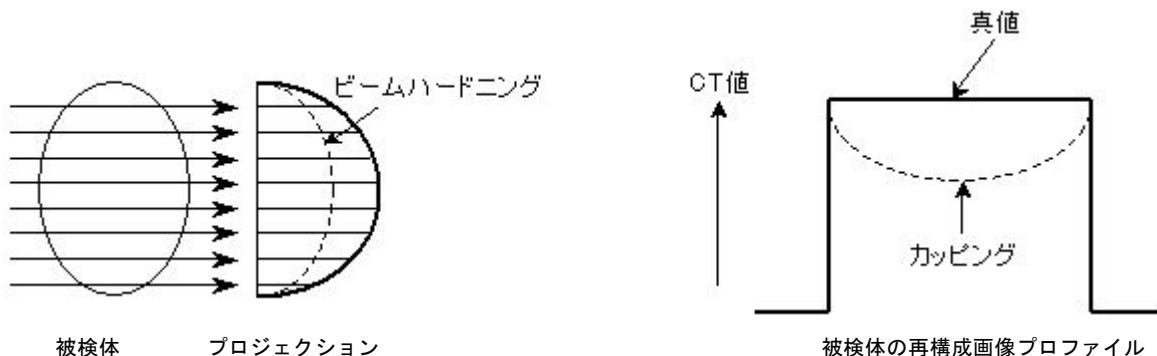 ビームハードニング
被検体
プロジェクション
真値
CT値
カッピング
被検体の再構成画像プロファイル